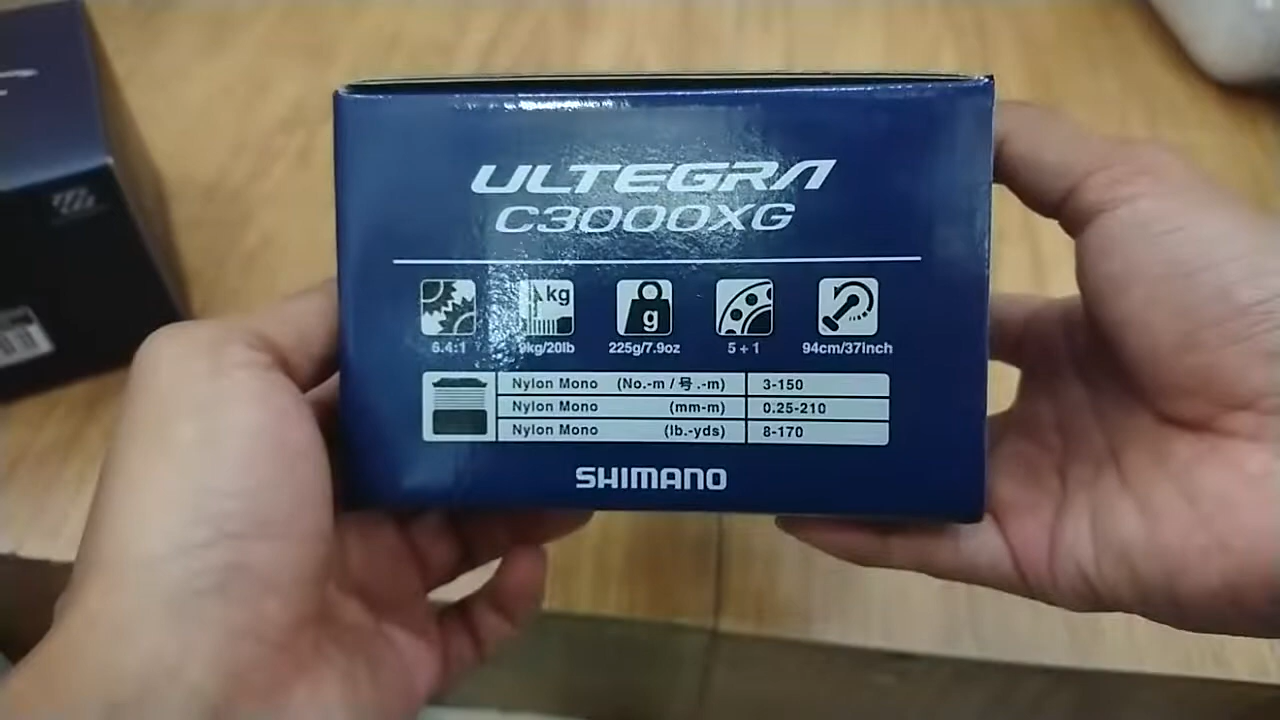 ULTEGRA
C3000XG
kg
g
6.4:1 9kg/20lb 225g/7.9oz 5 + 1 94cm/37inch
Nylon Mono (No.-m / 号.-m) 3-150
Nylon Mono (mm-m) 0.25-210
Nylon Mono (lb.-yds) 8-170
SHIMANO